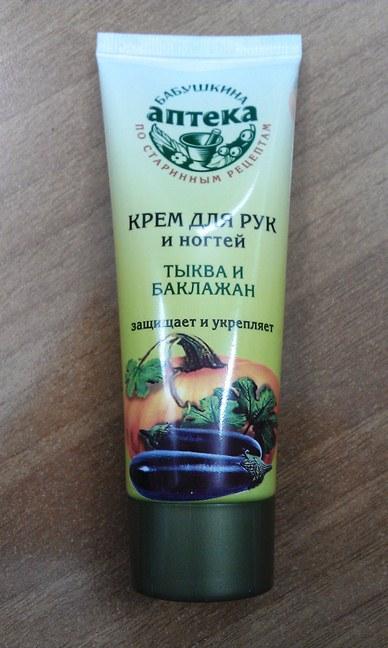 БАБУШКИНА
аптека
ПО СТАРИННЫМ РЕЦЕПТАМ
КРЕМ ДЛЯ РУК
И НОГТЕЙ
ТЫКВА И
БАКЛАЖАН
защищает и укрепляет